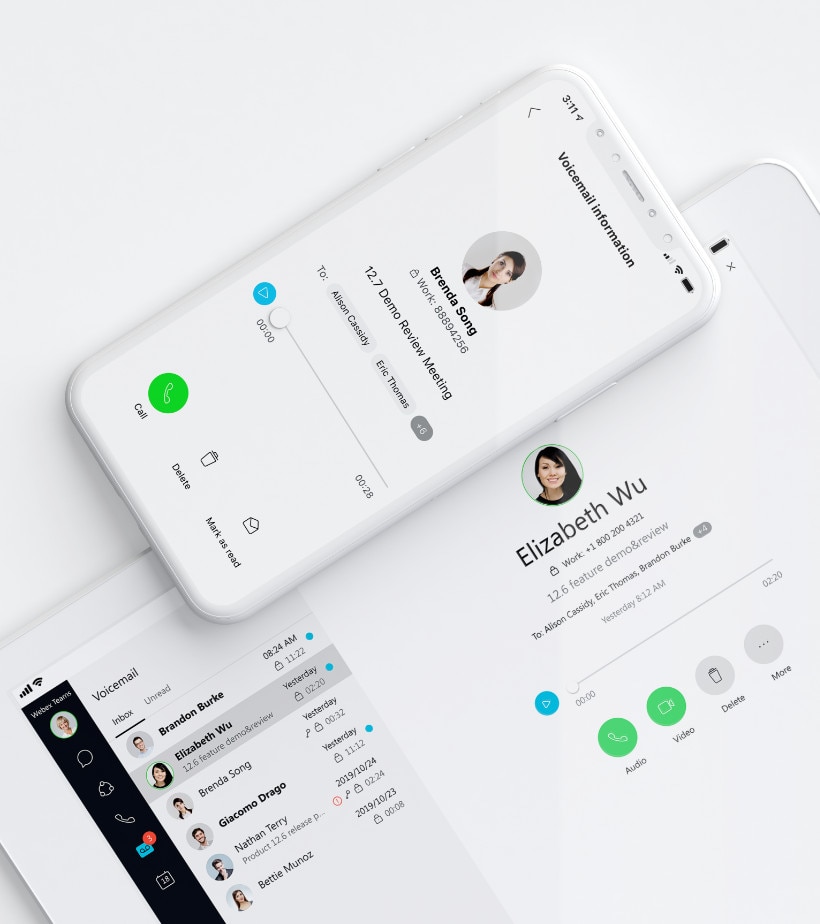 3:11
Voicemail information
Brenda Song
Work: 88894256
12.7 Demo Review Meeting
To:
Alison Cassidy
Eric Thomas
+6
00:00
00:28
Call
Delete
Mark as read
Elizabeth Wu
Work: +1 800 200 4321
12.6 feature demo&review
To: Alison Cassidy, Eric Thomas, Brandon Burke +4
Yesterday 8:12 AM
00:00
02:20
Audio
Video
Delete
More
Webex Teams
3
18
Voicemail
Inbox
Unread
Brandon Burke
08:24 AM
11:22
Elizabeth Wu
Yesterday
12.6 feature demo&review
02:20
Brenda Song
Yesterday
00:32
Giacomo Drago
Yesterday
11:12
Nathan Terry
2019/10/24
Product 12.6 release p...
02:24
Bettie Munoz
2019/10/23
00:08